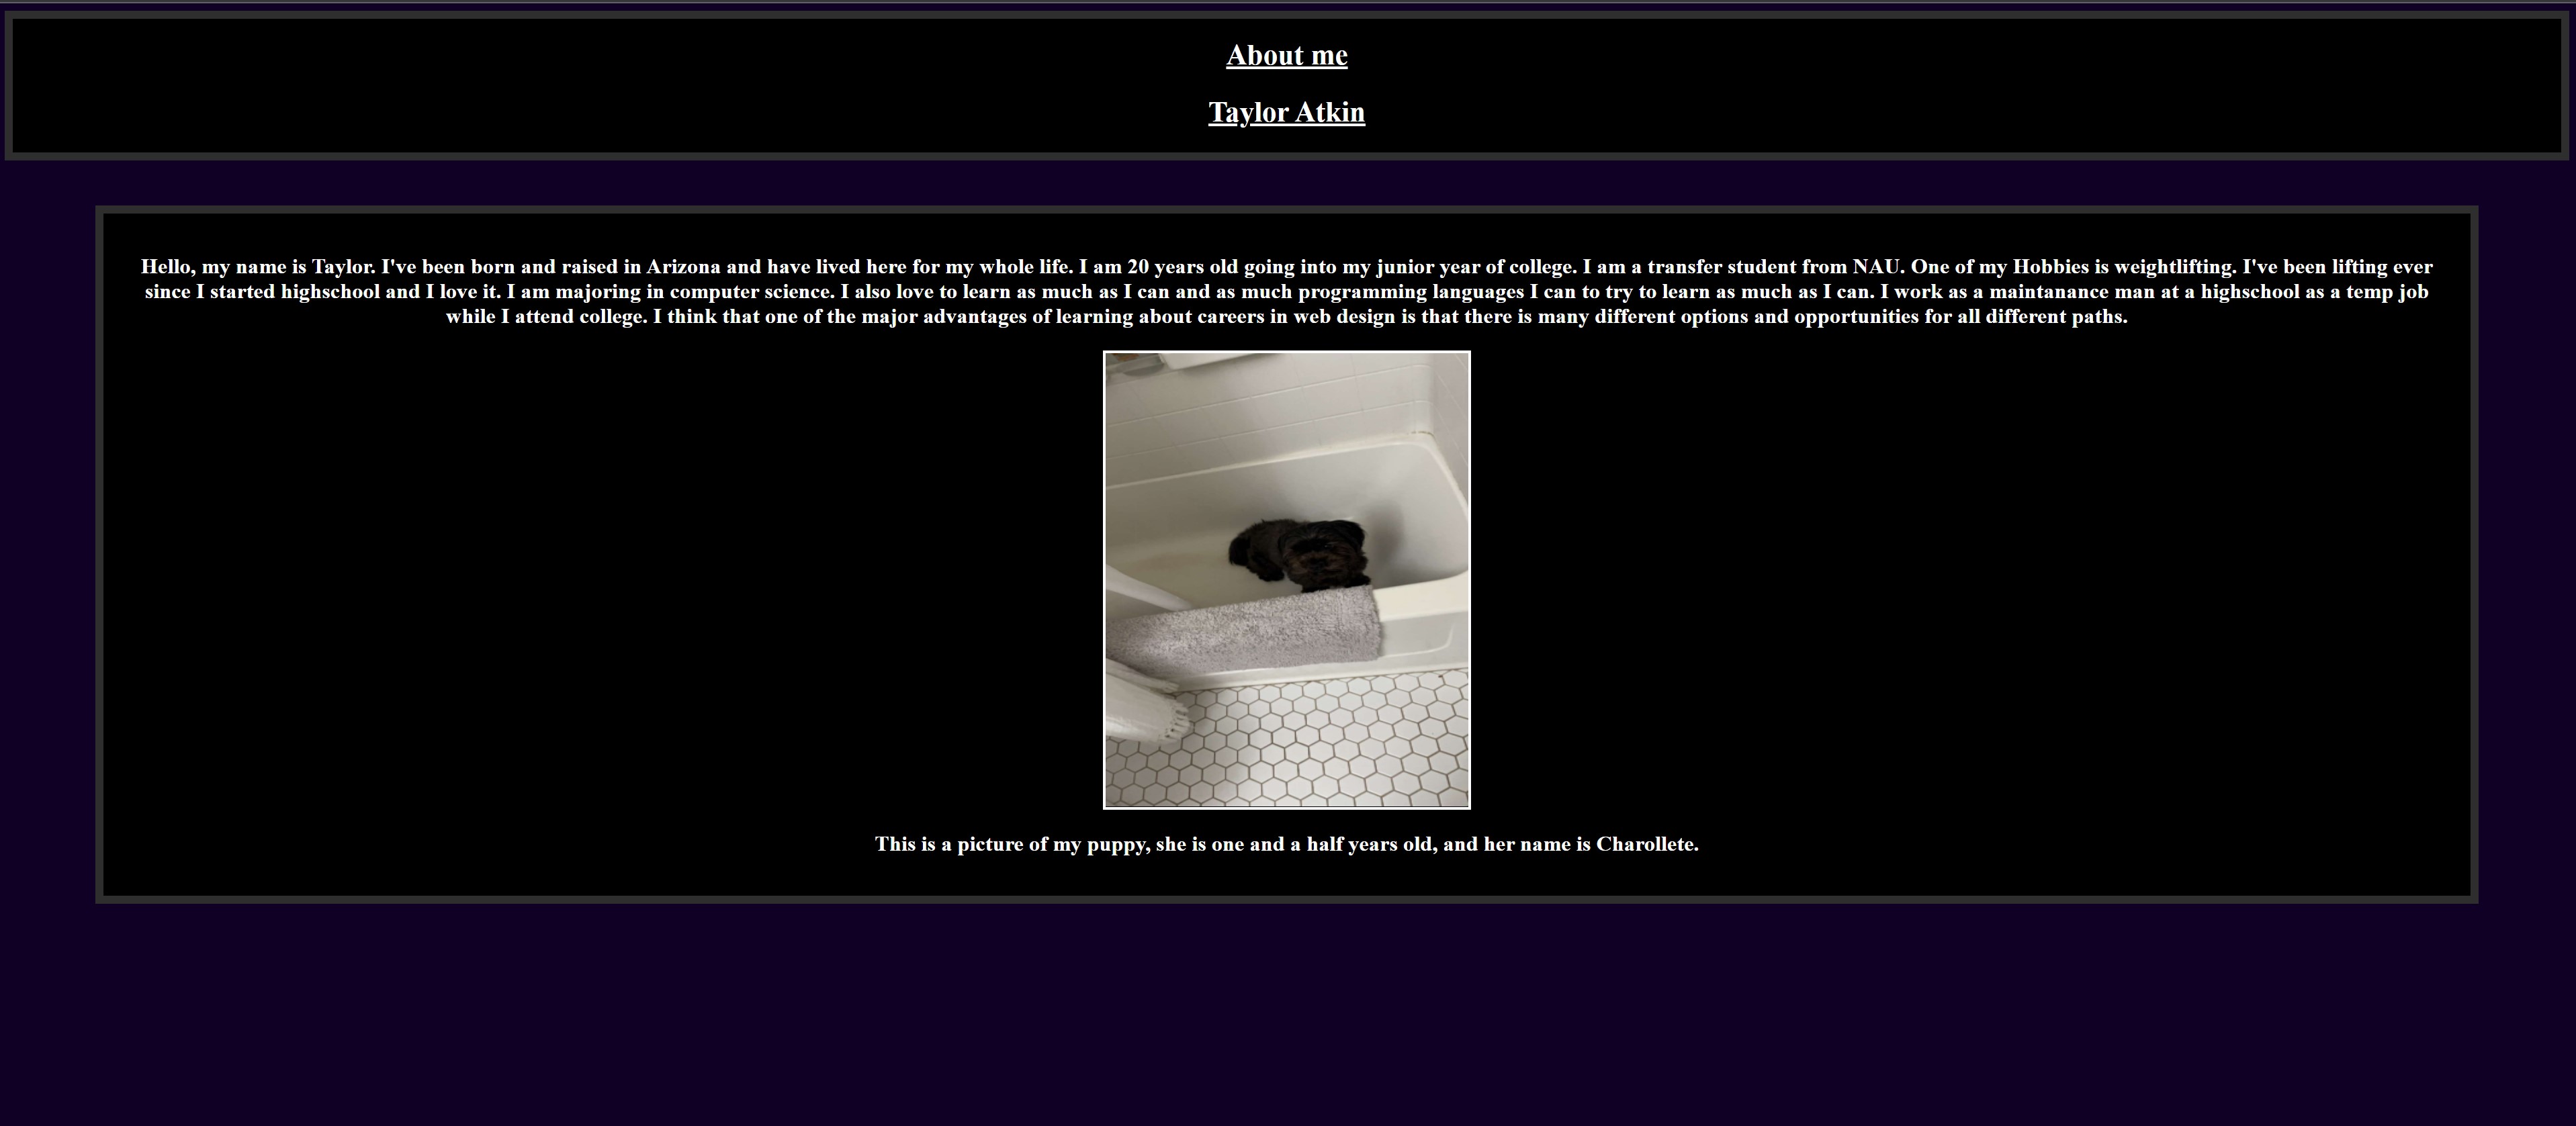 About me
Taylor Atkin
Hello, my name is Taylor. I've been born and raised in Arizona and have lived here for my whole life. I am 20 years old going into my junior year of college. I am a transfer student from NAU. One of my Hobbies is weightlifting. I've been lifting ever
since I started highschool and I love it. I am majoring in computer science. I also love to learn as much as I can and as much programming languages I can to try to learn as much as I can. I work as a maintanance man at a highschool as a temp job
while I attend college. I think that one of the major advantages of learning about careers in web design is that there is many different options and opportunities for all different paths.
This is a picture of my puppy, she is one and a half years old, and her name is Charollete.